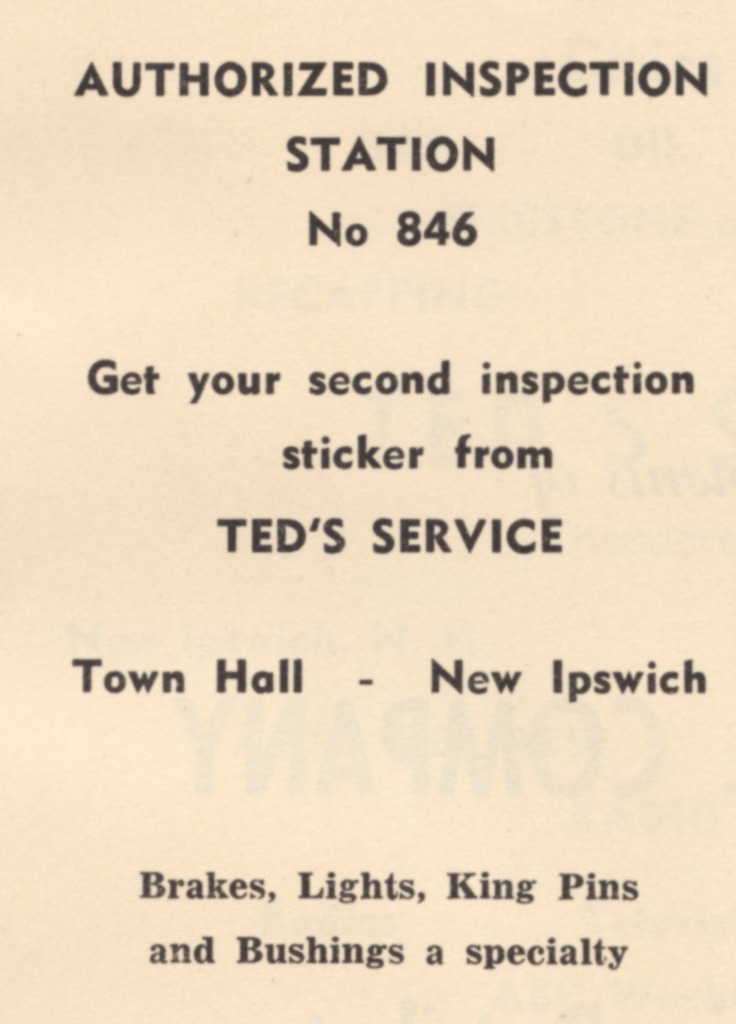 AUTHORIZED INSPECTION
STATION
No 846
Get your second inspection
sticker from
TED'S SERVICE
Town Hall - New Ipswich
Brakes, Lights, King Pins
and Bushings a specialty